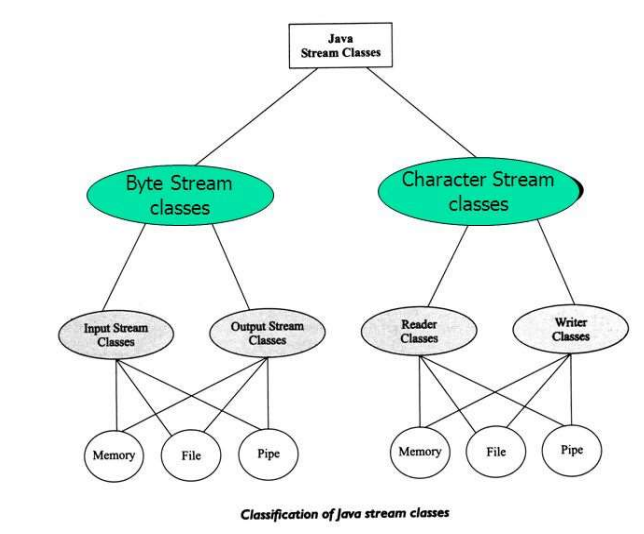 Java
Stream Classes
Byte Stream
classes
Character Stream
classes
Input Stream
Classes
Output Stream
Classes
Reader
Classes
Writer
Classes
Memory
File
Pipe
Memory
File
Pipe
Classification of Java stream classes